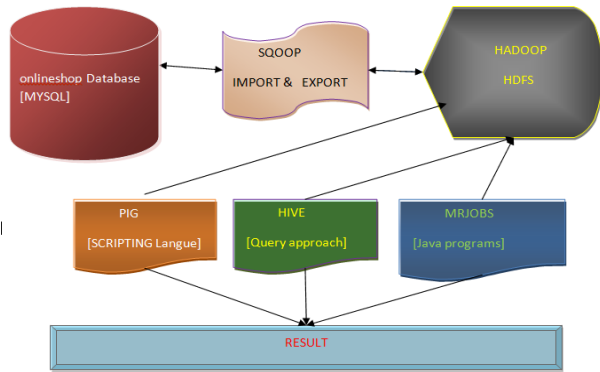 onlineshop Database
[MYSQL]
SQOOP
IMPORT & EXPORT
HADOOP
HDFS
PIG
[SCRIPTING Langue]
HIVE
[Query approach]
MRJOBS
[Java programs]
RESULT